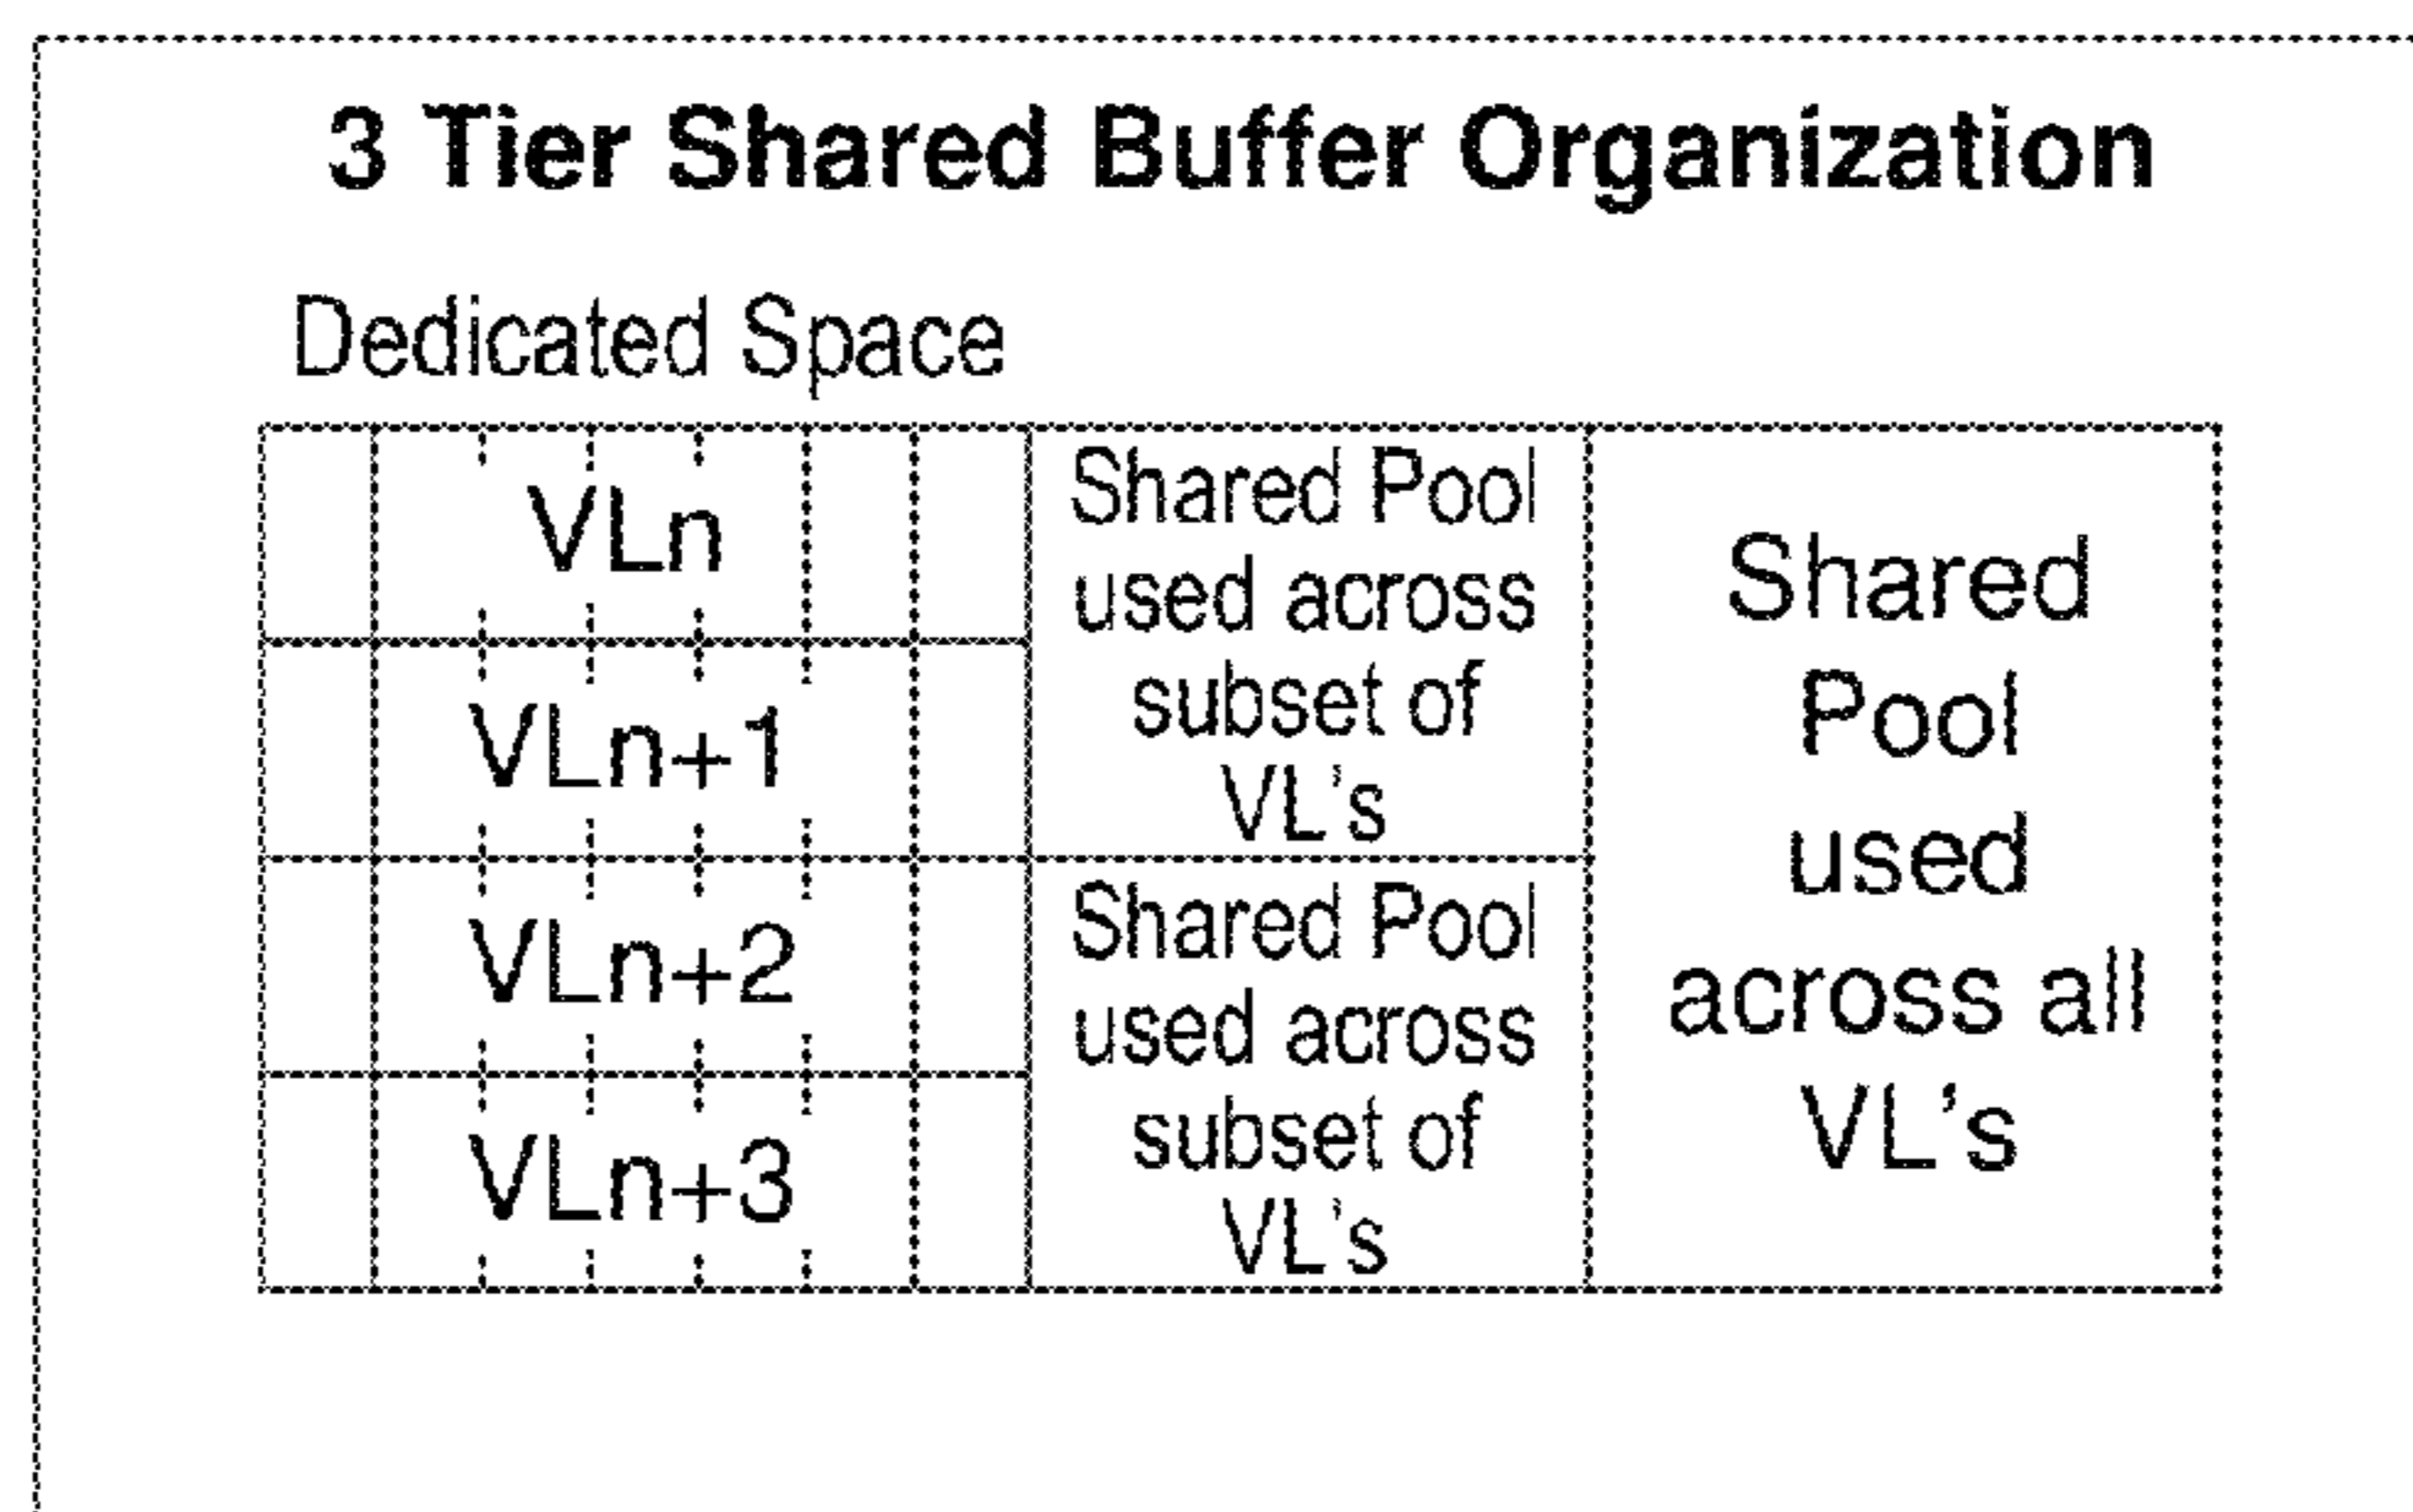 3 Tier Shared Buffer Organization
Dedicated Space
VLn
VLn+1
VLn+2
VLn+3
Shared Pool
used across
subset of
VL's
Shared Pool
used across
subset of
VL's
Shared
Pool
used
across all
VL's